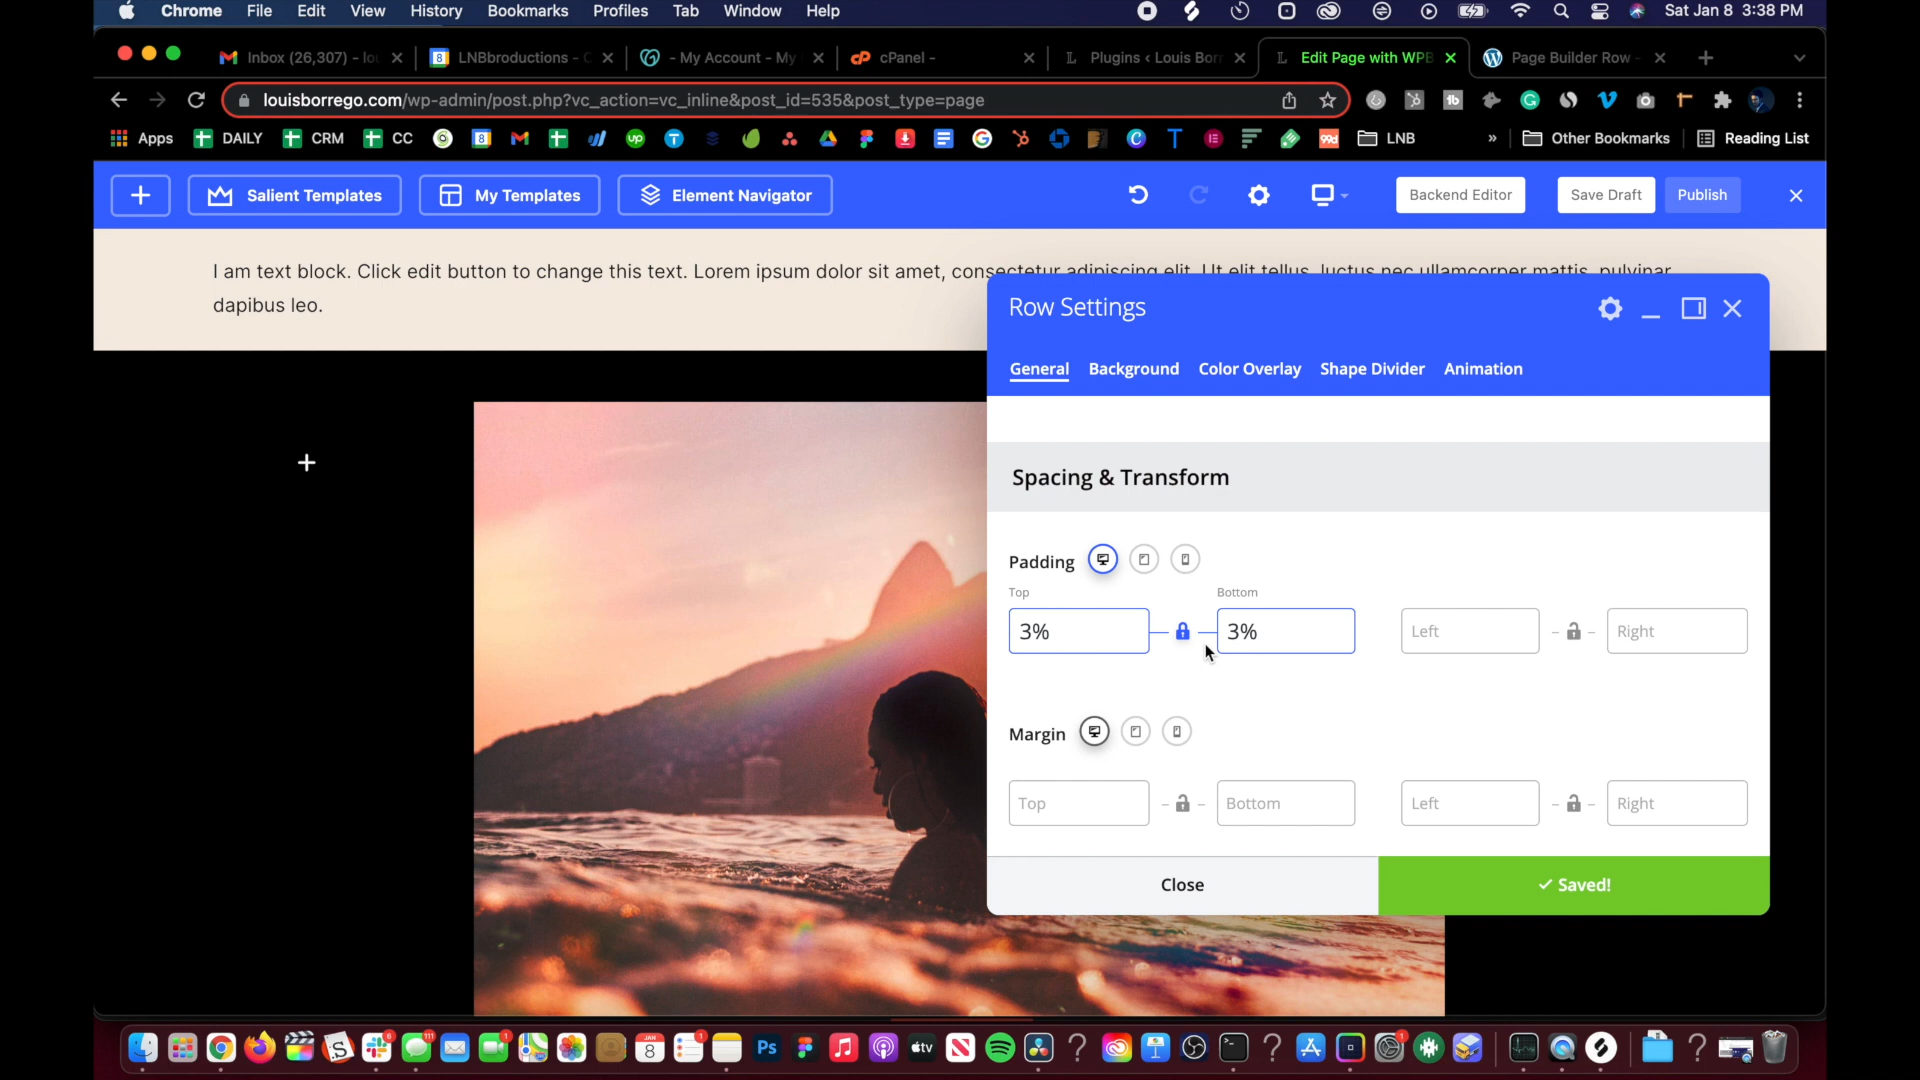 Chrome File Edit View History Bookmarks Profiles Tab Window Help Sat Jan 8 3:38 PM
Inbox (26,307) - lo LNBbroductions - C - My Account - My cPanel - Plugins ‹ Louis Borr Edit Page with WPB Page Builder Row -
louisborrego.com/wp-admin/post.php?vc_action=vc_inline&post_id=535&post_type=page
Apps DAILY CRM CC LNB » Other Bookmarks Reading List
Salient Templates My Templates Element Navigator Backend Editor Save Draft Publish
I am text block. Click edit button to change this text. Lorem ipsum dolor sit amet, consectetur adipiscing elit. Ut elit tellus, luctus nec ullamcorper mattis, pulvinar
dapibus leo.
Row Settings
General Background Color Overlay Shape Divider Animation
Spacing & Transform
Padding
Top Bottom
3% 3% Left Right
Margin
Top Bottom Left Right
Close Saved!